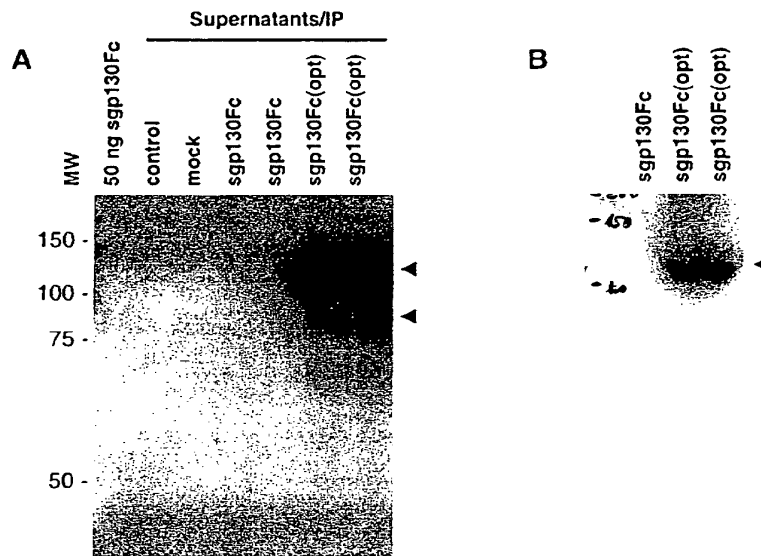 Supernatants/IP
A
MW
50 ng sgp130Fc
control
mock
sgp130Fc
sgp130Fc
sgp130Fc(opt)
sgp130Fc(opt)
150 -
100 -
75 -
50 -
B
sgp130Fc
sgp130Fc(opt)
sgp130Fc(opt)
- 150